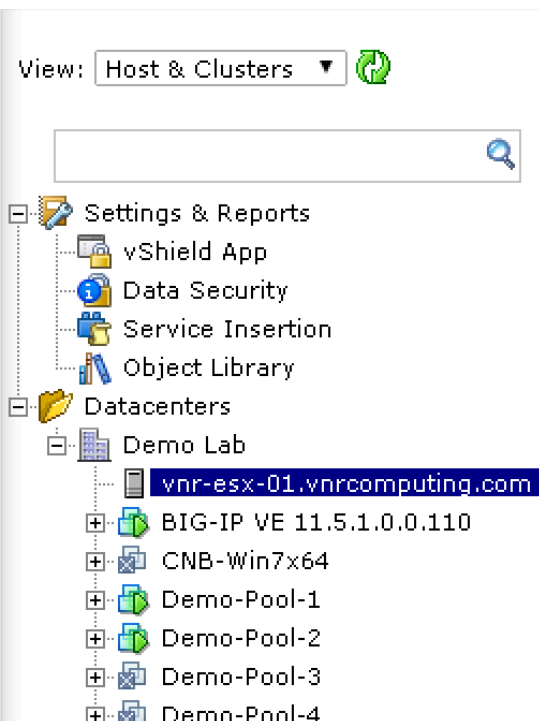 View: Host & Clusters
Settings & Reports
vShield App
Data Security
Service Insertion
Object Library
Datacenters
Demo Lab
vnr-esx-01.vnrcomputing.com
BIG-IP VE 11.5.1.0.0.110
CNB-Win7x64
Demo-Pool-1
Demo-Pool-2
Demo-Pool-3
Demo-Pool-4